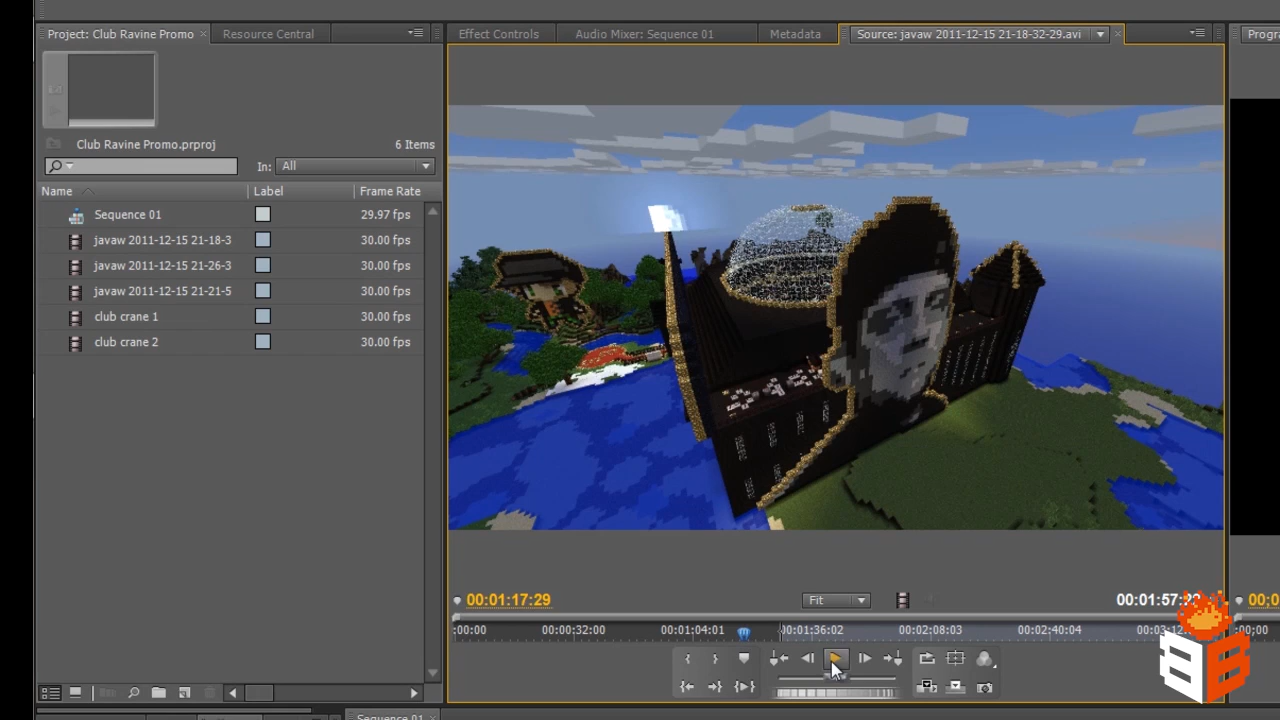 Project: Club Ravine Promo
Resource Central
Effect Controls
Audio Mixer: Sequence 01
Metadata
Source: javaw 2011-12-15 21-18-32-29.avi
Club Ravine Promo.prproj
6 Items
In: All
Name
Label
Frame Rate
Sequence 01
29.97 fps
javaw 2011-12-15 21-18-3
30.00 fps
javaw 2011-12-15 21-26-3
30.00 fps
javaw 2011-12-15 21-21-5
30.00 fps
club crane 1
30.00 fps
club crane 2
30.00 fps
00:01:17:29
Fit
:00:00
00:00:32:00
00:01:04:01
00:01:36:02
00:02:08:03
00:02:40:04
Sequence 01